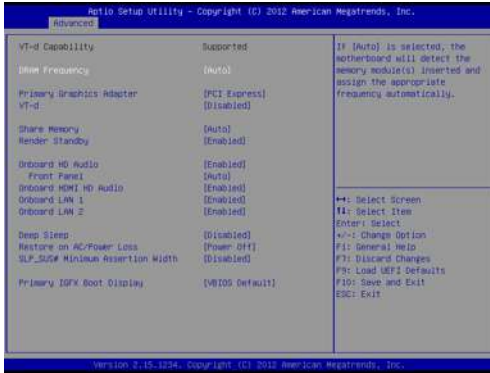 Aptio Setup Utility - Copyright (C) 2012 American Megatrends, Inc.
Advanced
VT-d Capability Supported
DRAM Frequency [Auto]
Primary Graphics Adapter [PCI Express]
VT-d [Disabled]
Share Memory [Auto]
Render Standby [Enabled]
Onboard HD Audio [Enabled]
Front Panel [Auto]
Onboard HDMI HD Audio [Enabled]
Onboard LAN 1 [Enabled]
Onboard LAN 2 [Enabled]
Deep Sleep [Disabled]
Restore on AC/Power Loss [Power Off]
SLP_SUS# Minimum Assertion Width [Disabled]
Primary IGFX Boot Display [VBIOS Default]
If [Auto] is selected, the
motherboard will detect the
memory module(s) inserted and
assign the appropriate
frequency automatically.
↔: Select Screen
↑↓: Select Item
Enter: Select
+/-: Change Option
F1: General Help
F7: Discard Changes
F9: Load UEFI Defaults
F10: Save and Exit
ESC: Exit
Version 2.15.1234. Copyright (C) 2012 American Megatrends, Inc.